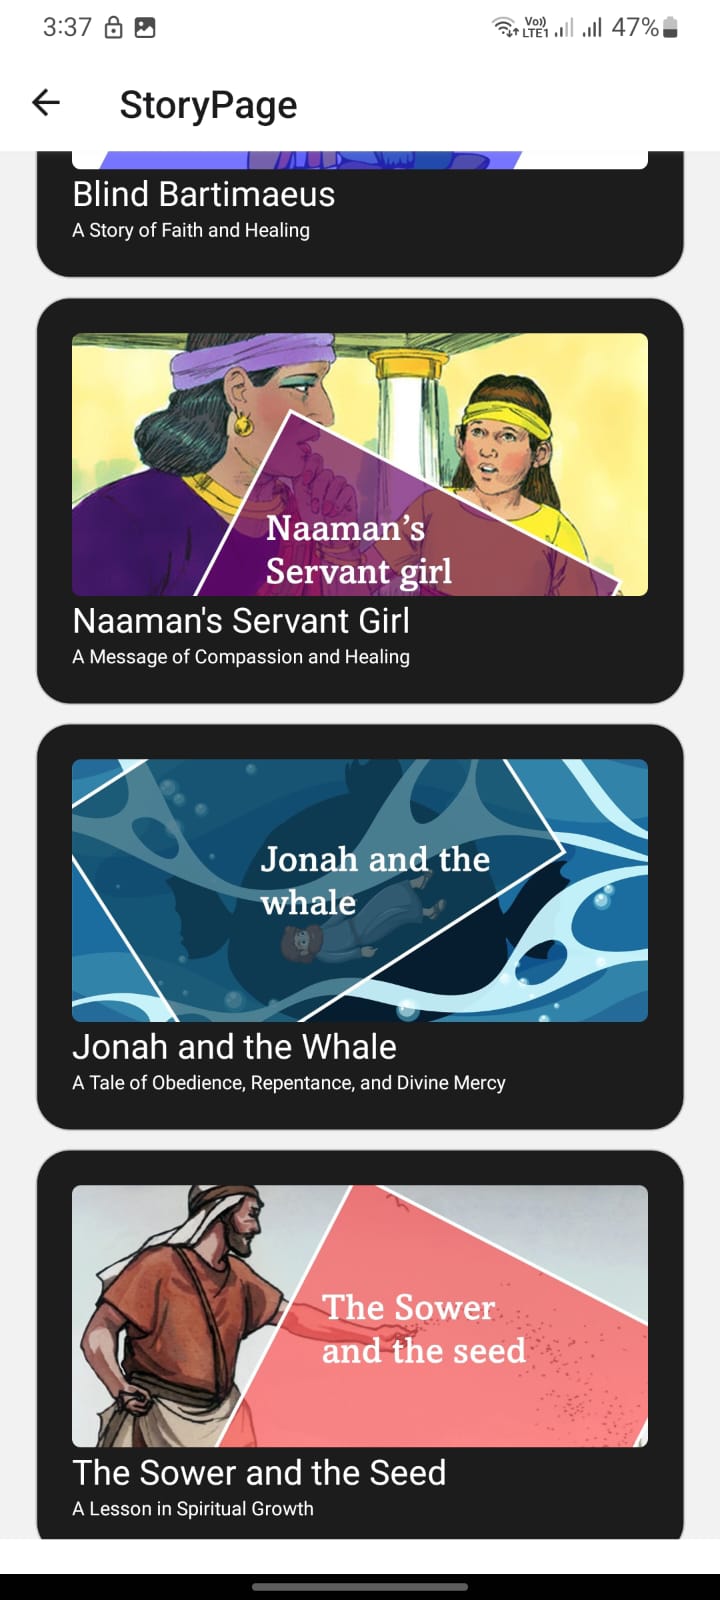 3:37
Vo)) LTE1 47%
StoryPage
Blind Bartimaeus
A Story of Faith and Healing
Naaman’s
Servant girl
Naaman's Servant Girl
A Message of Compassion and Healing
Jonah and the
whale
Jonah and the Whale
A Tale of Obedience, Repentance, and Divine Mercy
The Sower
and the seed
The Sower and the Seed
A Lesson in Spiritual Growth